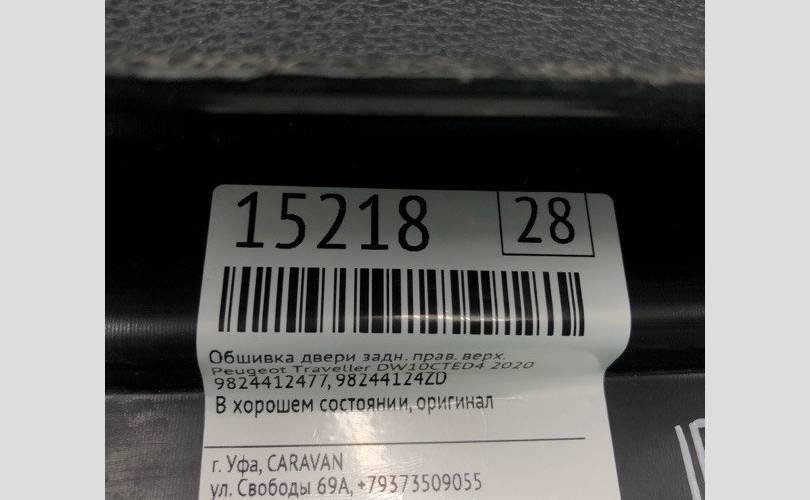 15218 28
Обшивка двери задн. прав. верх.
Peugeot Traveller DW10CTED4 2020
9824412477, 98244124ZD
В хорошем состоянии, оригинал
г. Уфа, CARAVAN
ул. Свободы 69А, +79373509055